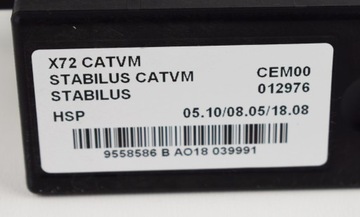 X72 CATVM
STABILUS CATVM CEM00
STABILUS 012976
HSP 05.10/08.05/18.08
9558586 B AO18 039991